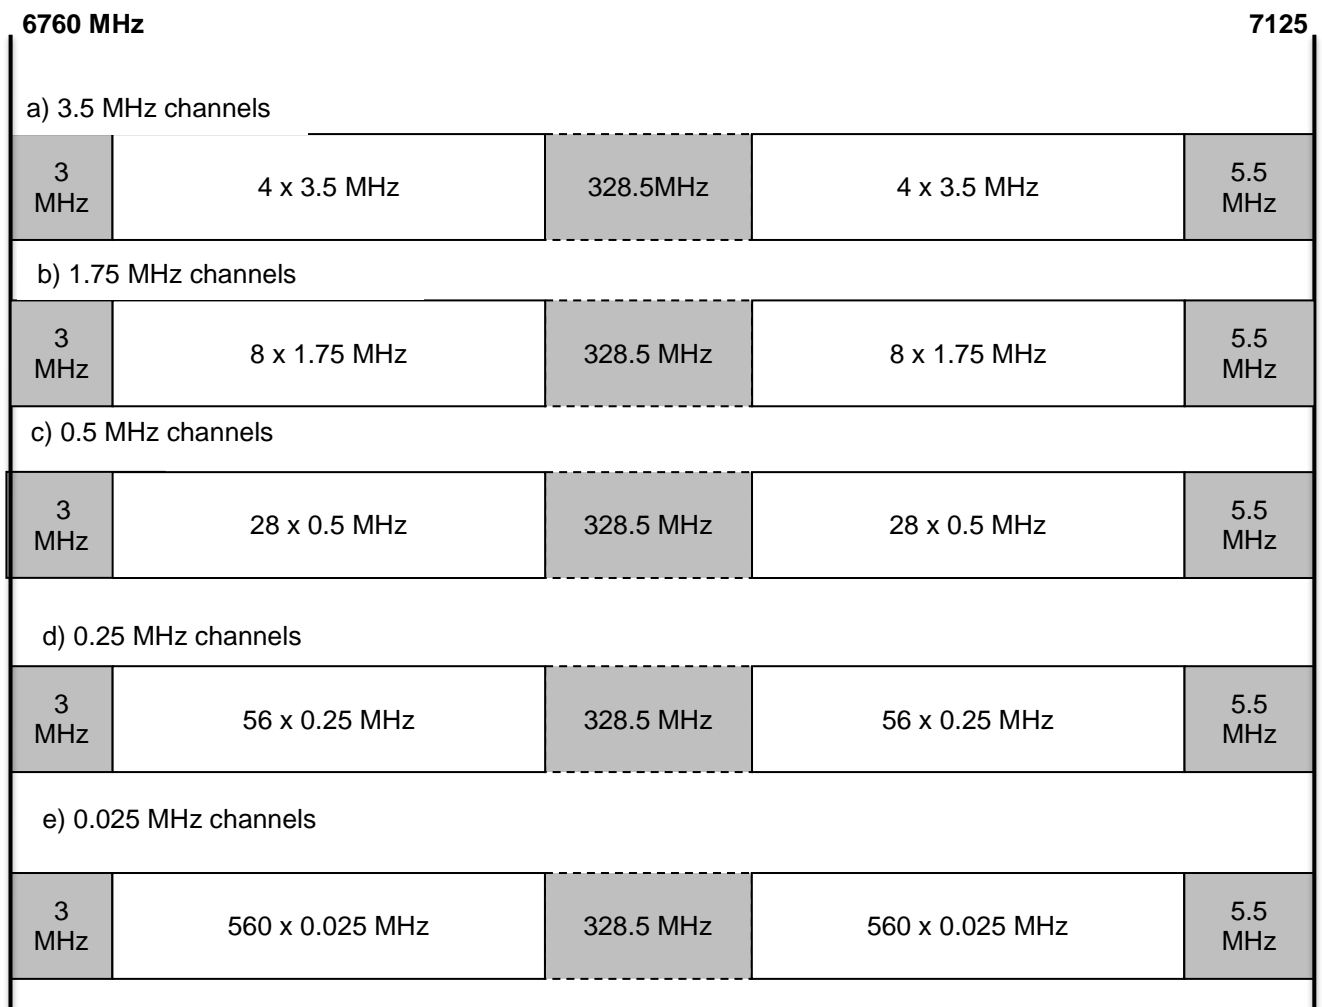 6760 MHz 7125
a) 3.5 MHz channels
3 MHz 4 x 3.5 MHz 328.5MHz 4 x 3.5 MHz 5.5 MHz
b) 1.75 MHz channels
3 MHz 8 x 1.75 MHz 328.5 MHz 8 x 1.75 MHz 5.5 MHz
c) 0.5 MHz channels
3 MHz 28 x 0.5 MHz 328.5 MHz 28 x 0.5 MHz 5.5 MHz
d) 0.25 MHz channels
3 MHz 56 x 0.25 MHz 328.5 MHz 56 x 0.25 MHz 5.5 MHz
e) 0.025 MHz channels
3 MHz 560 x 0.025 MHz 328.5 MHz 560 x 0.025 MHz 5.5 MHz